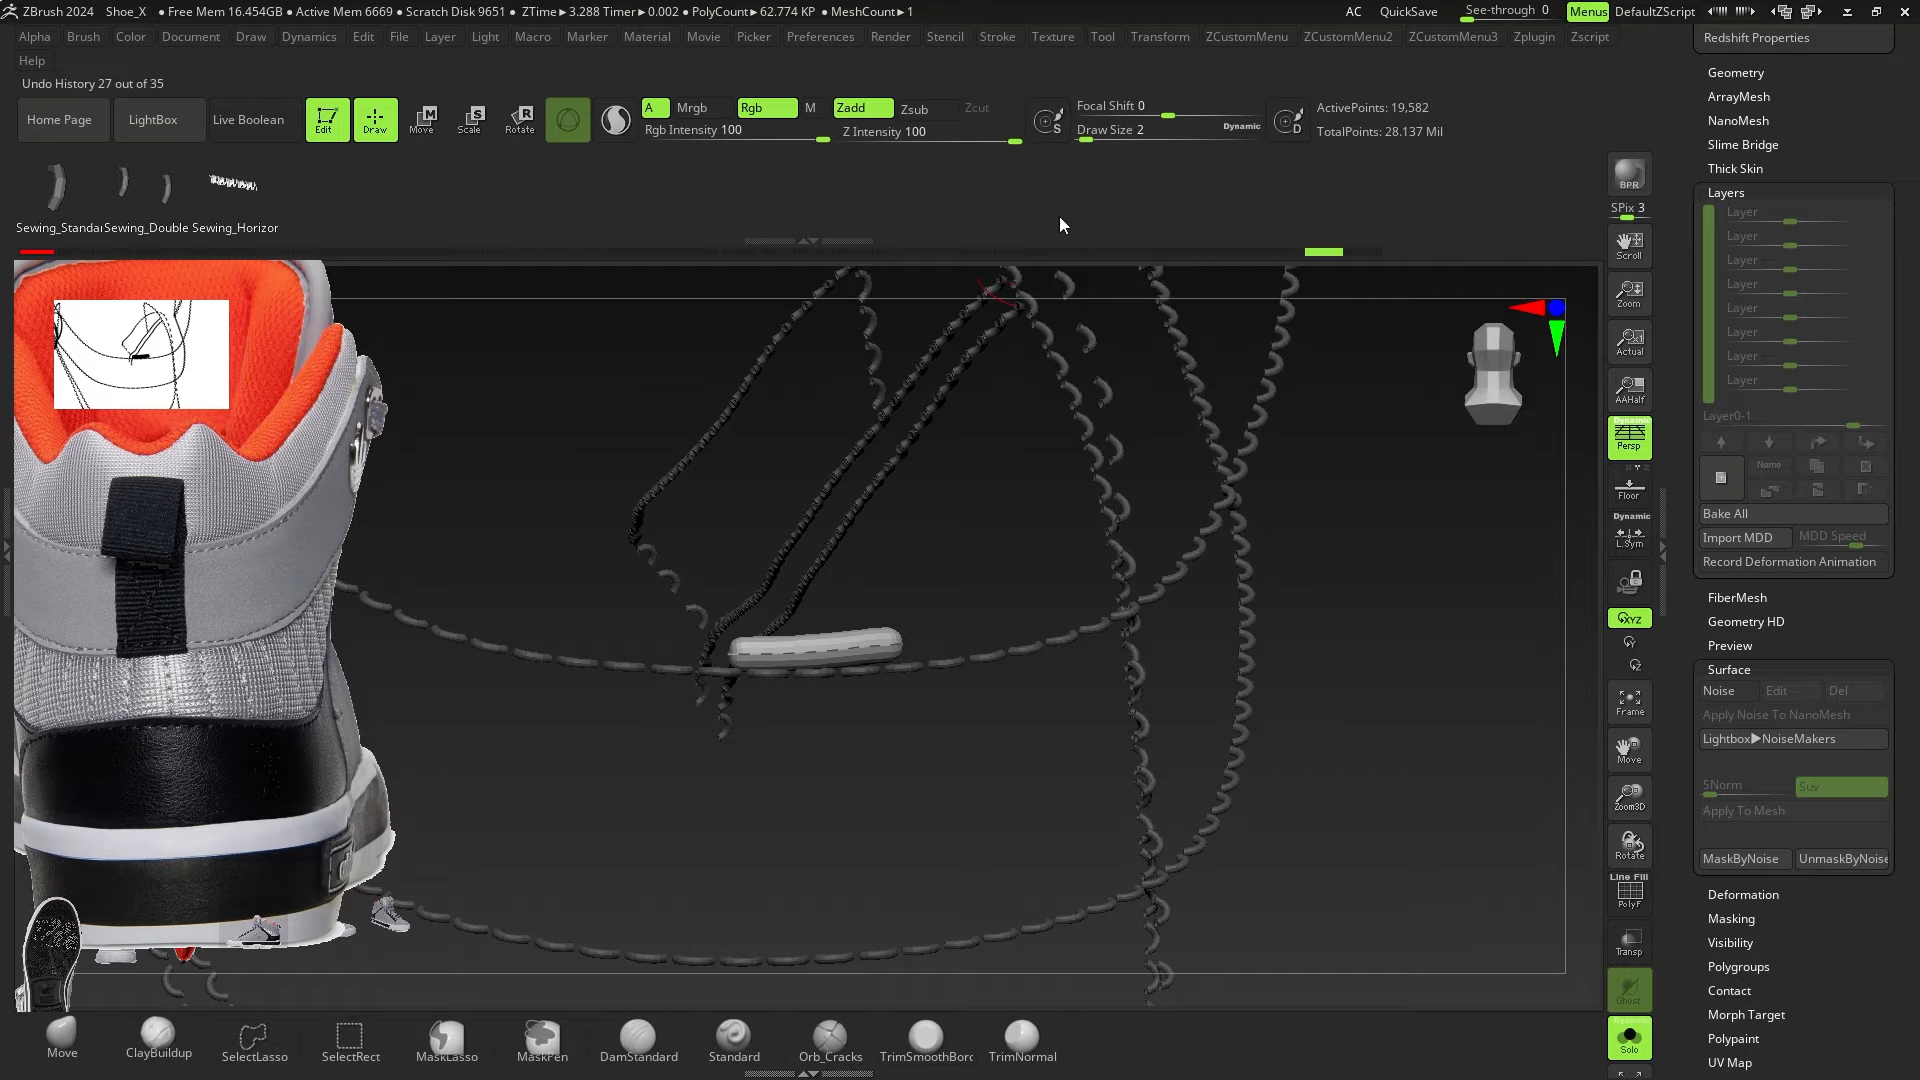 ZBrush 2024 Shoe_X ● Free Mem 16.454GB ● Active Mem 6669 ● Scratch Disk 9651 ● ZTime►3.288 Timer►0.002 ● PolyCount►62.774 KP ● MeshCount►1 AC QuickSave See-through 0 Menus DefaultZScript
Alpha Brush Color Document Draw Dynamics Edit File Layer Light Macro Marker Material Movie Picker Preferences Render Stencil Stroke Texture Tool Transform ZCustomMenu ZCustomMenu2 ZCustomMenu3 Zplugin Zscript
Help
Undo History 27 out of 35
Home Page LightBox Live Boolean Edit Draw Move Scale Rotate
A Mrgb Rgb M Zadd Zsub Zcut
Rgb Intensity 100 Z Intensity 100
Focal Shift 0
Draw Size 2 Dynamic
ActivePoints: 19,582
TotalPoints: 28.137 Mil
Sewing_Standar Sewing_Double Sewing_Horizor
BPR
SPix 3
Scroll
Zoom
Actual
AAHalf
Dynamic
Persp
Floor
Dynamic
L.Sym
XYZ
Y
Z
Frame
Move
Zoom3D
Rotate
Line Fill
PolyF
Transp
Ghost
Dynamic
Solo
Redshift Properties
Geometry
ArrayMesh
NanoMesh
Slime Bridge
Thick Skin
Layers
Layer
Layer
Layer
Layer
Layer
Layer
Layer
Layer
Layer0-1
Name
Bake All
Import MDD MDD Speed
Record Deformation Animation
FiberMesh
Geometry HD
Preview
Surface
Noise Edit Del
Apply Noise To NanoMesh
Lightbox►NoiseMakers
SNorm Suv
Apply To Mesh
MaskByNoise UnmaskByNoise
Deformation
Masking
Visibility
Polygroups
Contact
Morph Target
Polypaint
UV Map
Move ClayBuildup SelectLasso SelectRect MaskLasso MaskPen DamStandard Standard Orb_Cracks TrimSmoothBorc TrimNormal